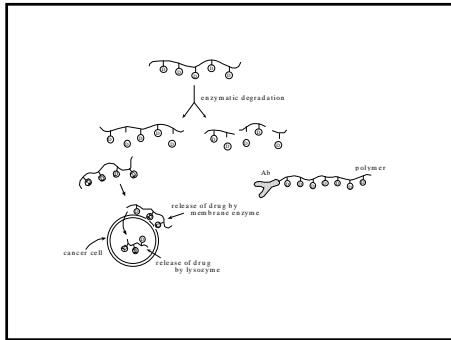 enzymatic degradation
polymer
Ab
release of drug by
membrane enzyme
cancer cell
release of drug
by lysozyme